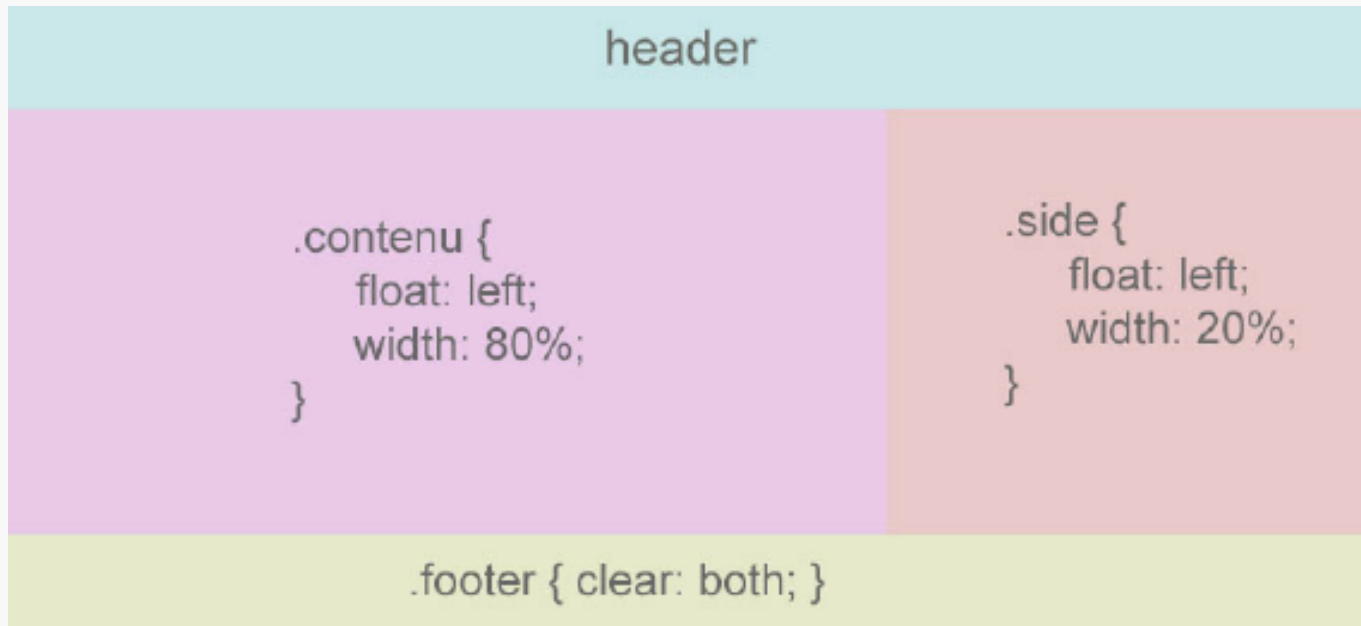 header
.contenu {
float: left;
width: 80%;
}
.side {
float: left;
width: 20%;
}
.footer { clear: both; }